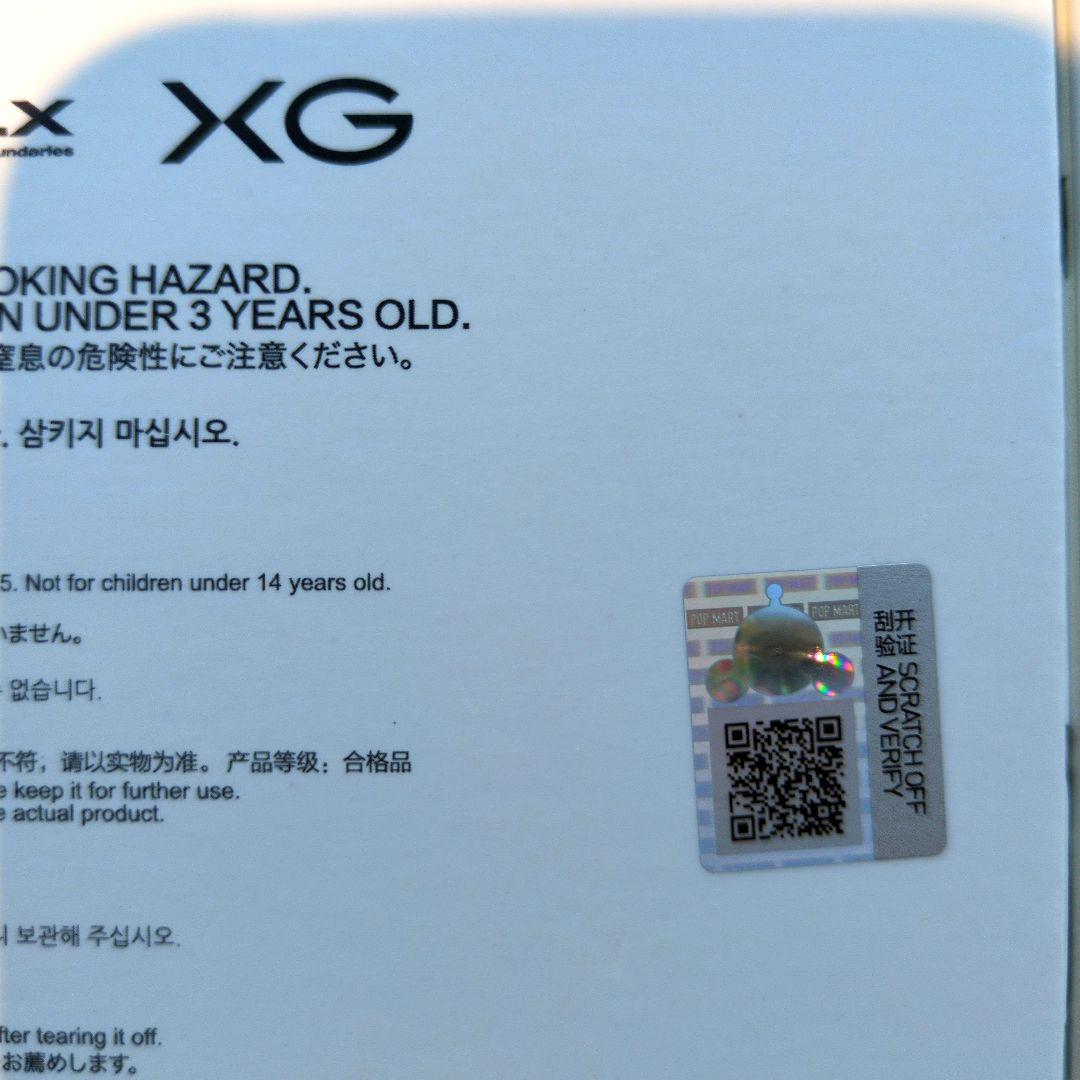 XG
undaries
OKING HAZARD.
N UNDER 3 YEARS OLD.
窒息の危険性にご注意ください。
. 삼키지 마십시오.
5. Not for children under 14 years old.
いません。
없습니다.
不符，请以实物为准。产品等级：合格品
e keep it for further use.
e actual product.
보관해 주십시오.
fter tearing it off.
お薦めします。
POP MART POP MART
刮开验证 SCRATCH OFF
AND VERIFY